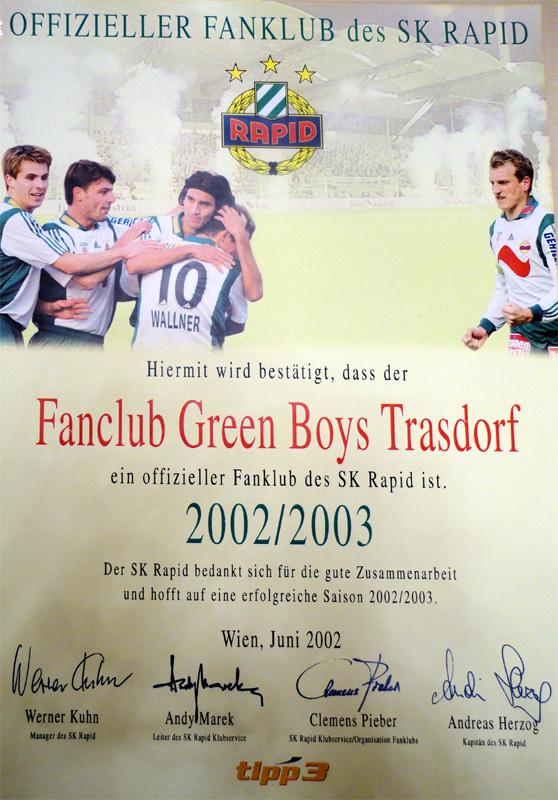 OFFIZIELLER FANKLUB des SK RAPID
RAPID
10
WALLNER
Hiermit wird bestätigt, dass der
Fanclub Green Boys Trasdorf
ein offizieller Fanklub des SK Rapid ist.
2002/2003
Der SK Rapid bedankt sich für die gute Zusammenarbeit
und hofft auf eine erfolgreiche Saison 2002/2003.
Wien, Juni 2002
Werner Kuhn
Andy Marek
Clemens Pieber
Andreas Herzog
Manager des SK Rapid
Leiter des SK Rapid Klubservice
SK Rapid Klubservice/Organisation Fanklubs
Kapitän des SK Rapid
tipp3